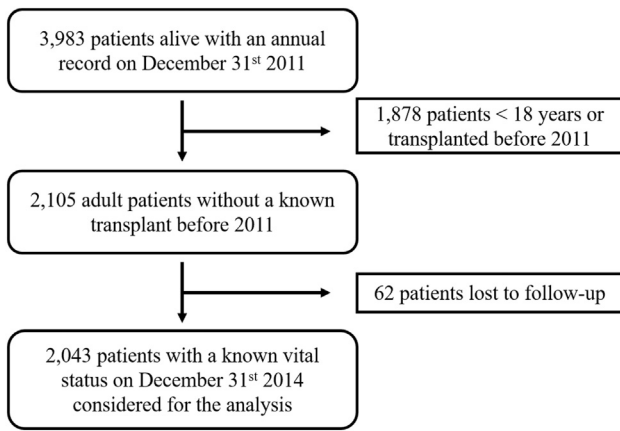 3,983 patients alive with an annual
record on December 31st 2011
1,878 patients < 18 years or
transplanted before 2011
2,105 adult patients without a known
transplant before 2011
62 patients lost to follow-up
2,043 patients with a known vital
status on December 31st 2014
considered for the analysis